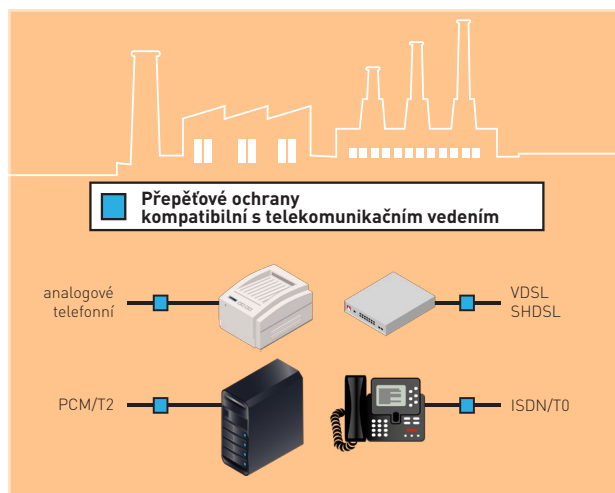 Přepěťové ochrany
kompatibilní s telekomunikačním vedením
analogové
telefonní
VDSL
SHDSL
PCM/T2
ISDN/T0